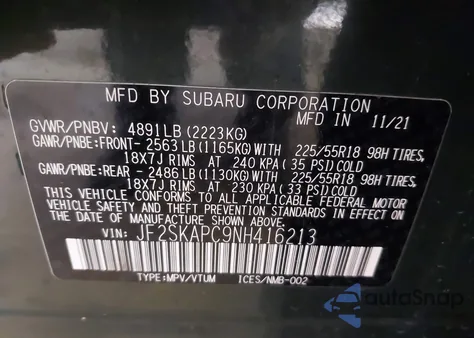 MFD BY SUBARU CORPORATION
GVWR/PNBV: 4891LB(2223KG) MFD IN 11/21
GAWR/PNBE:FRONT- 2563LB(1165KG)WITH 225/55R18 98H TIRES
18X7J RIMS AT 240 KPA(35 PSI)COLD
GAWR/PNBE:REAR - 2486LB(1130KG)WITH 225/55R18 98H TIRES
18X7J RIMS AT 230 KPA(33 PSI)COLD
THIS VEHICLE CONFORMS TO ALL APPLICABLE FEDERAL MOTOR
VEHICLE SAFETY AND BUMPER STANDARDS IN EFFECT ON THE
DATE OF MANUFACTURE SHOWN ABOVE.
VIN: JF2SKAPC9NH416213
TYPE:MPV/VTUM ICES/NMB-002
autoSnap